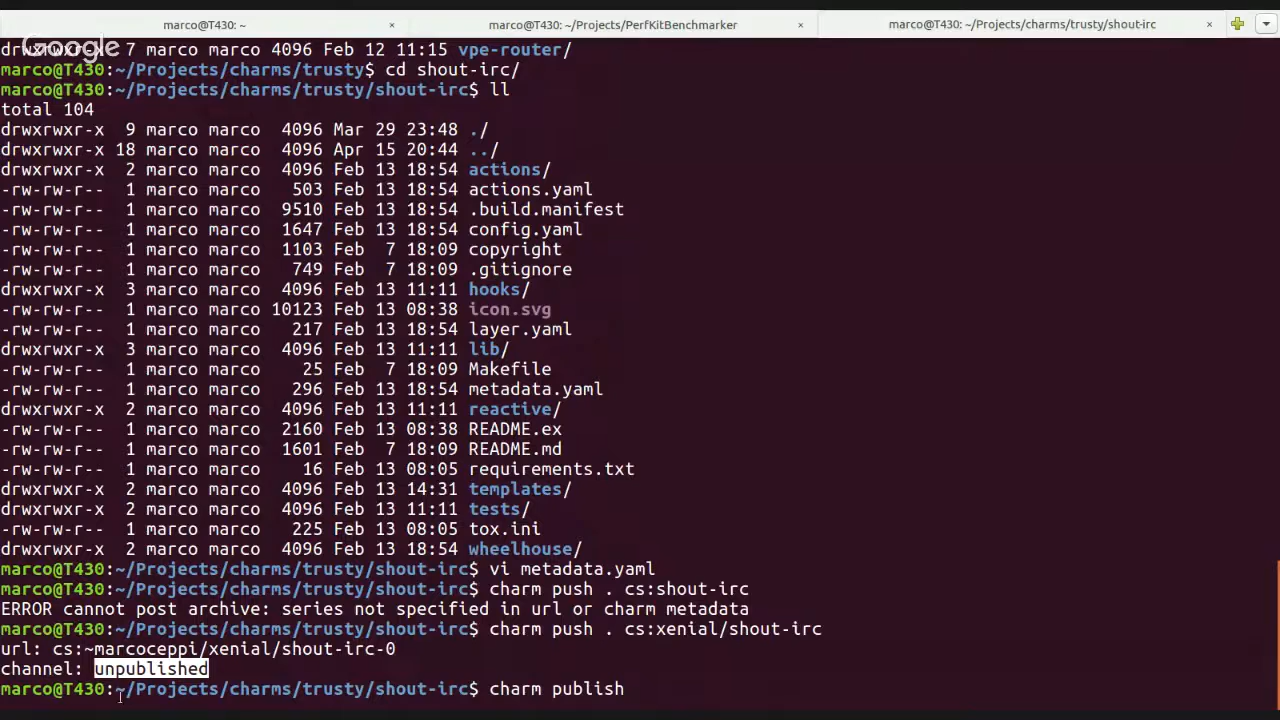 marco@T430: ~ × marco@T430: ~/Projects/PerfKitBenchmarker × marco@T430: ~/Projects/charms/trusty/shout-irc ×
Google
drwxrwxr-x 7 marco marco 4096 Feb 12 11:15 vpe-router/
marco@T430:~/Projects/charms/trusty$ cd shout-irc/
marco@T430:~/Projects/charms/trusty/shout-irc$ ll
total 104
drwxrwxr-x 9 marco marco 4096 Mar 29 23:48 ./
drwxrwxr-x 18 marco marco 4096 Apr 15 20:44 ../
drwxrwxr-x 2 marco marco 4096 Feb 13 18:54 actions/
-rw-rw-r-- 1 marco marco 503 Feb 13 18:54 actions.yaml
-rw-rw-r-- 1 marco marco 9510 Feb 13 18:54 .build.manifest
-rw-rw-r-- 1 marco marco 1647 Feb 13 18:54 config.yaml
-rw-rw-r-- 1 marco marco 1103 Feb 7 18:09 copyright
-rw-rw-r-- 1 marco marco 749 Feb 7 18:09 .gitignore
drwxrwxr-x 3 marco marco 4096 Feb 13 11:11 hooks/
-rw-rw-r-- 1 marco marco 10123 Feb 13 08:38 icon.svg
-rw-rw-r-- 1 marco marco 217 Feb 13 18:54 layer.yaml
drwxrwxr-x 3 marco marco 4096 Feb 13 11:11 lib/
-rw-rw-r-- 1 marco marco 25 Feb 7 18:09 Makefile
-rw-rw-r-- 1 marco marco 296 Feb 13 18:54 metadata.yaml
drwxrwxr-x 2 marco marco 4096 Feb 13 11:11 reactive/
-rw-rw-r-- 1 marco marco 2160 Feb 13 08:38 README.ex
-rw-rw-r-- 1 marco marco 1601 Feb 7 18:09 README.md
-rw-rw-r-- 1 marco marco 16 Feb 13 08:05 requirements.txt
drwxrwxr-x 2 marco marco 4096 Feb 13 14:31 templates/
drwxrwxr-x 2 marco marco 4096 Feb 13 11:11 tests/
-rw-rw-r-- 1 marco marco 225 Feb 13 08:05 tox.ini
drwxrwxr-x 2 marco marco 4096 Feb 13 18:54 wheelhouse/
marco@T430:~/Projects/charms/trusty/shout-irc$ vi metadata.yaml
marco@T430:~/Projects/charms/trusty/shout-irc$ charm push . cs:shout-irc
ERROR cannot post archive: series not specified in url or charm metadata
marco@T430:~/Projects/charms/trusty/shout-irc$ charm push . cs:xenial/shout-irc
url: cs:~marcoceppi/xenial/shout-irc-0
channel: unpublished
marco@T430:~/Projects/charms/trusty/shout-irc$ charm publish